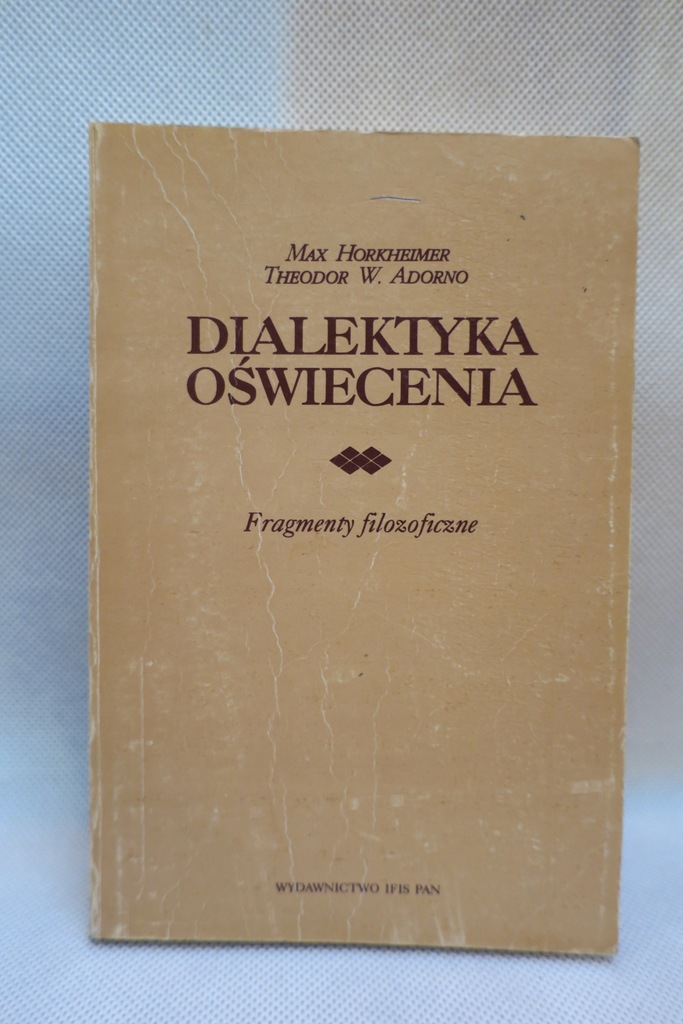 Max Horkheimer
Theodor W. Adorno
DIALEKTYKA
OŚWIECENIA
Fragmenty filozoficzne
WYDAWNICTWO IFIS PAN